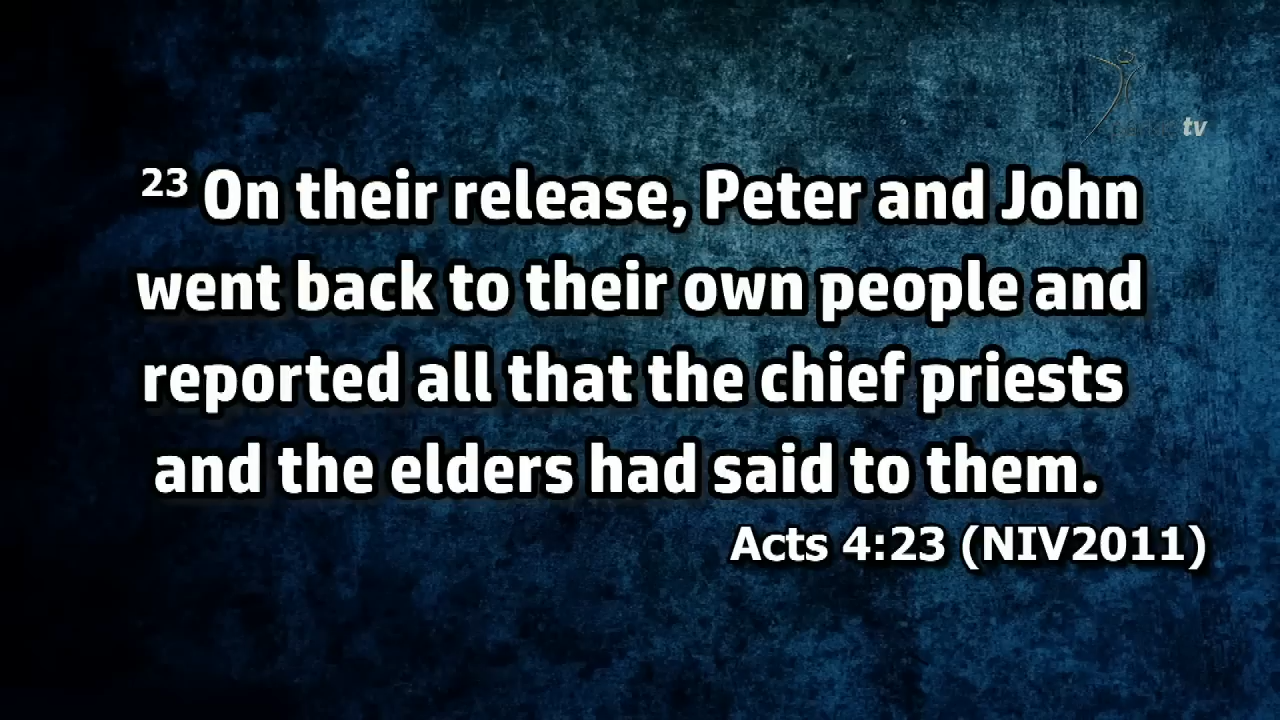 tv
23 On their release, Peter and John
went back to their own people and
reported all that the chief priests
and the elders had said to them.
Acts 4:23 (NIV2011)